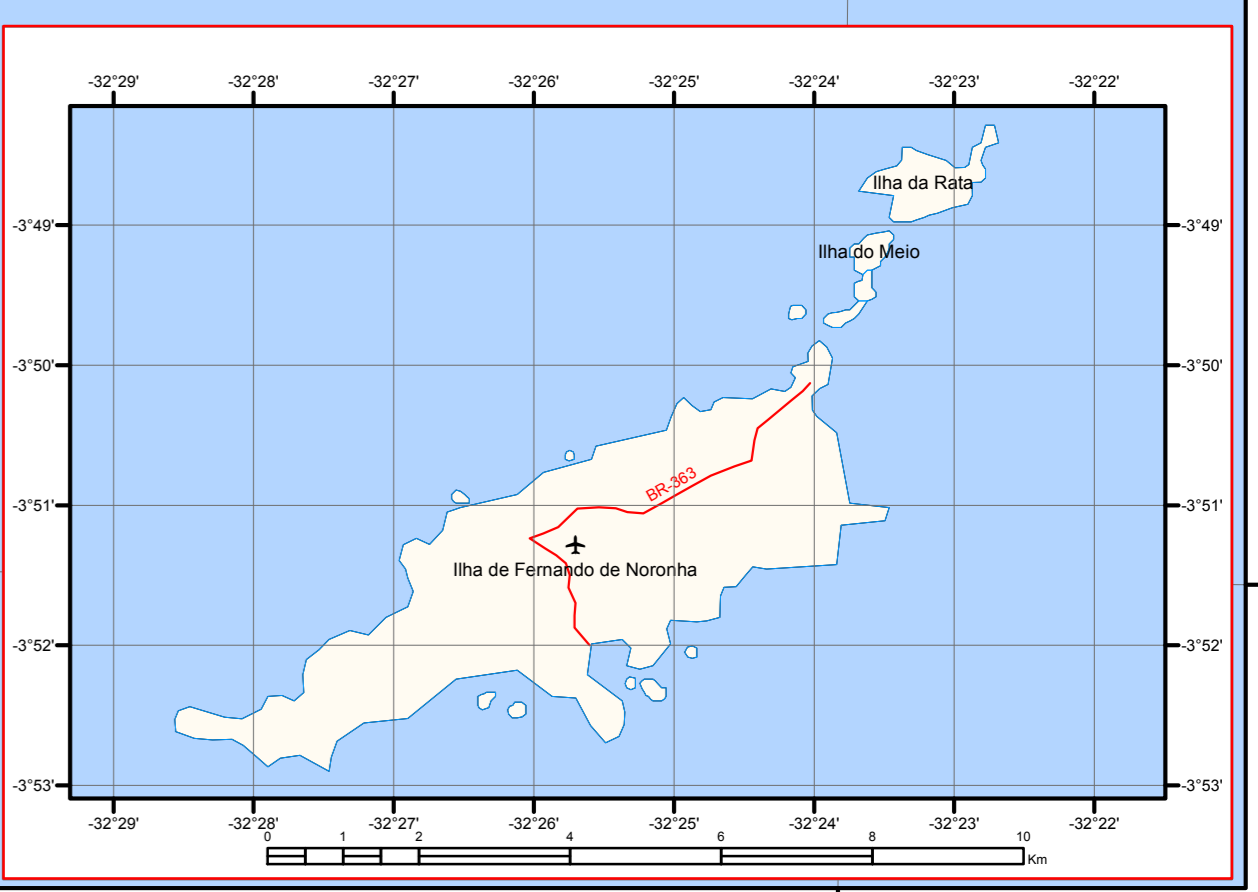 -32°29' -32°28' -32°27' -32°26' -32°25' -32°24' -32°23' -32°22'
Ilha da Rata
-3°49' -3°49'
Ilha do Meio
-3°50' -3°50'
BR-363
-3°51' -3°51'
Ilha de Fernando de Noronha
-3°52' -3°52'
-3°53' -3°53'
-32°29' -32°28' -32°27' -32°26' -32°25' -32°24' -32°23' -32°22'
0 1 2 4 6 8 10
Km